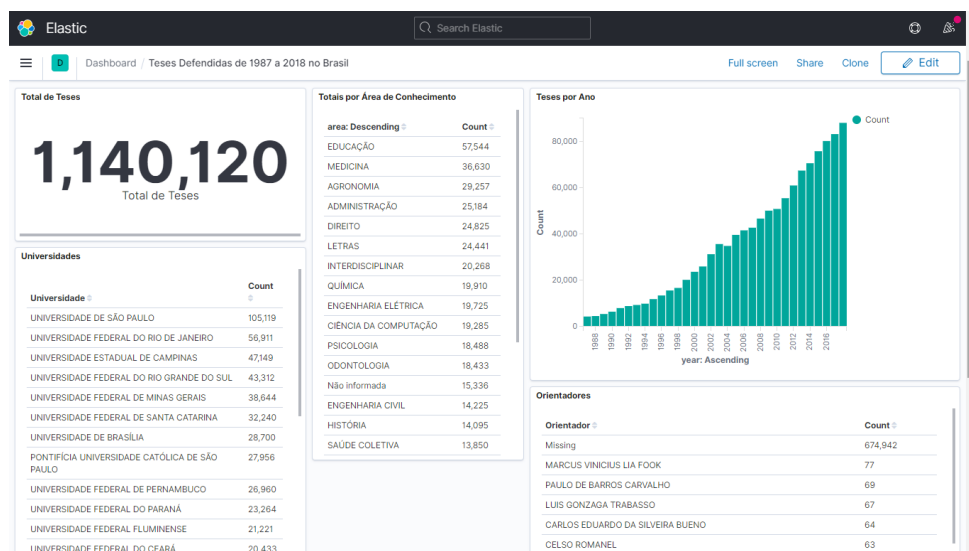 Elastic
Search Elastic
D
Dashboard / Teses Defendidas de 1987 a 2018 no Brasil
Full screen Share Clone Edit
Total de Teses
1,140,120
Total de Teses
Universidades
Universidade Count
UNIVERSIDADE DE SÃO PAULO 105,119
UNIVERSIDADE FEDERAL DO RIO DE JANEIRO 56,911
UNIVERSIDADE ESTADUAL DE CAMPINAS 47,149
UNIVERSIDADE FEDERAL DO RIO GRANDE DO SUL 43,312
UNIVERSIDADE FEDERAL DE MINAS GERAIS 38,644
UNIVERSIDADE FEDERAL DE SANTA CATARINA 32,240
UNIVERSIDADE DE BRASÍLIA 28,700
PONTIFÍCIA UNIVERSIDADE CATÓLICA DE SÃO 27,956
PAULO
UNIVERSIDADE FEDERAL DE PERNAMBUCO 26,960
UNIVERSIDADE FEDERAL DO PARANÁ 23,264
UNIVERSIDADE FEDERAL FLUMINENSE 21,221
UNIVERSIDADE FEDERAL DO CEARÁ 20,433
Totais por Área de Conhecimento
area: Descending Count
EDUCAÇÃO 57,544
MEDICINA 36,630
AGRONOMIA 29,257
ADMINISTRAÇÃO 25,184
DIREITO 24,825
LETRAS 24,441
INTERDISCIPLINAR 20,268
QUÍMICA 19,910
ENGENHARIA ELÉTRICA 19,725
CIÊNCIA DA COMPUTAÇÃO 19,285
PSICOLOGIA 18,488
ODONTOLOGIA 18,433
Não informada 15,336
ENGENHARIA CIVIL 14,225
HISTÓRIA 14,095
SAÚDE COLETIVA 13,850
Teses por Ano
Count
80,000
60,000
40,000
20,000
0
Count
1988 1990 1992 1994 1996 1998 2000 2002 2004 2006 2008 2010 2012 2014 2016
year: Ascending
Orientadores
Orientador Count
Missing 674,942
MARCUS VINICIUS LIA FOOK 77
PAULO DE BARROS CARVALHO 69
LUIS GONZAGA TRABASSO 67
CARLOS EDUARDO DA SILVEIRA BUENO 64
CELSO ROMANEL 63